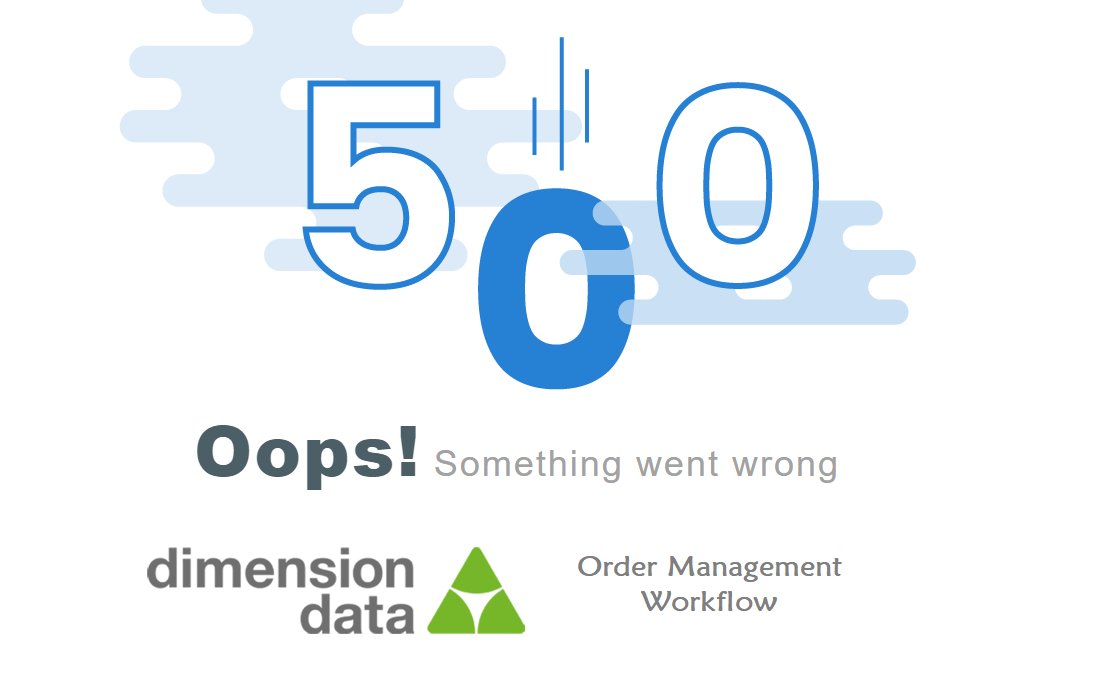 500
Oops! Something went wrong
dimension
data
Order Management
Workflow